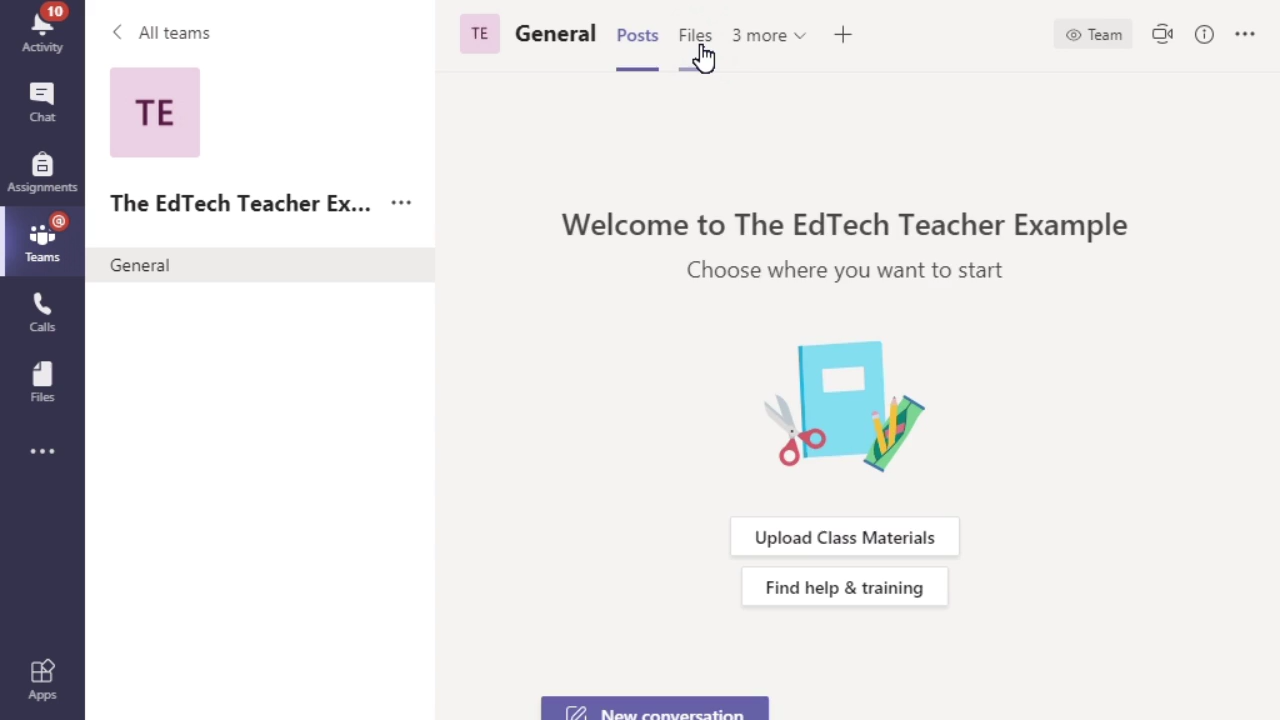 10
Activity
Chat
Assignments
@
Teams
Calls
Files
Apps
All teams
TE
The EdTech Teacher Ex...
General
TE General Posts Files 3 more
Team
Welcome to The EdTech Teacher Example
Choose where you want to start
Upload Class Materials
Find help & training
New conversation